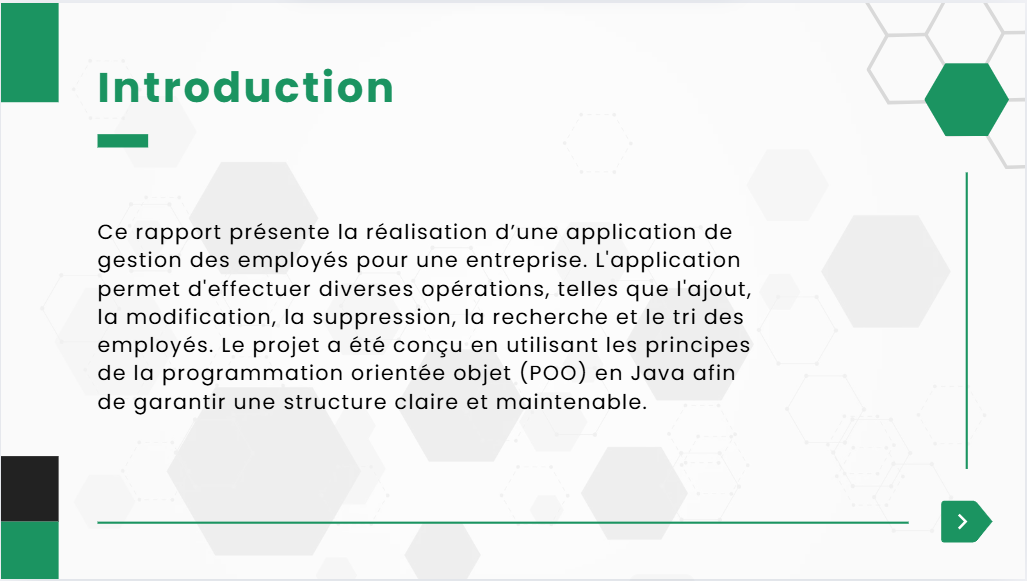 Introduction
Ce rapport présente la réalisation d’une application de
gestion des employés pour une entreprise. L'application
permet d'effectuer diverses opérations, telles que l'ajout,
la modification, la suppression, la recherche et le tri des
employés. Le projet a été conçu en utilisant les principes
de la programmation orientée objet (POO) en Java afin
de garantir une structure claire et maintenable.